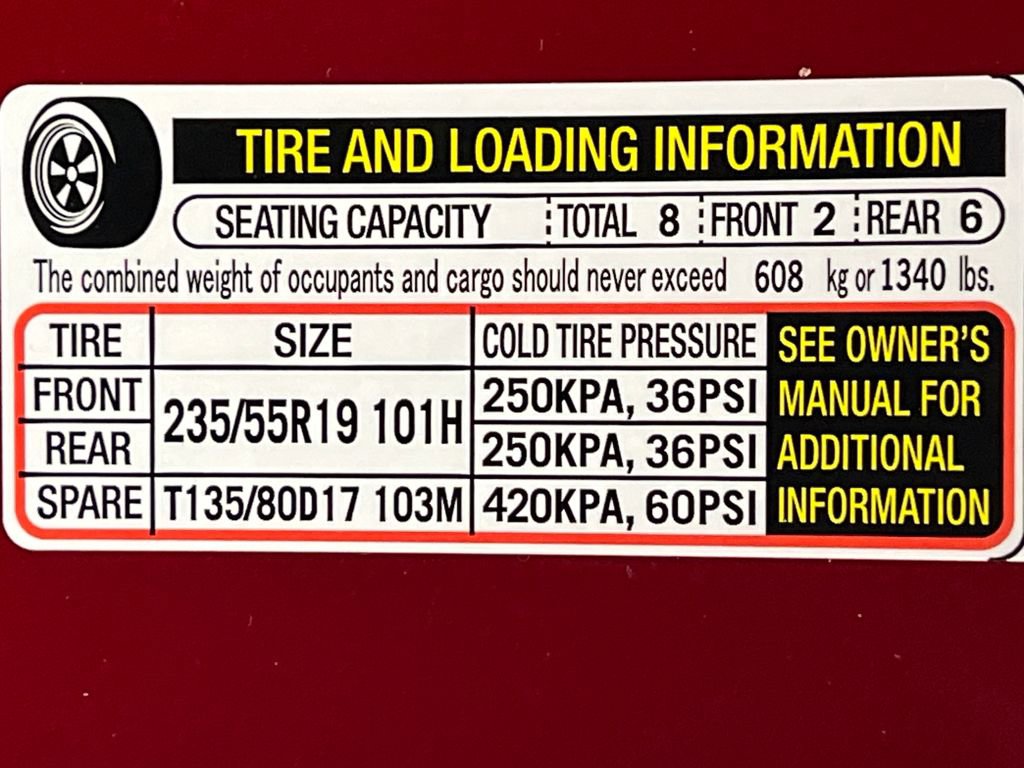 TIRE AND LOADING INFORMATION
SEATING CAPACITY TOTAL 8 FRONT 2 REAR 6
The combined weight of occupants and cargo should never exceed 608 kg or 1340 lbs.
TIRE SIZE COLD TIRE PRESSURE
FRONT 235/55R19 101H 250KPA, 36PSI
REAR 250KPA, 36PSI
SPARE T135/80D17 103M 420KPA, 60PSI
SEE OWNER'S
MANUAL FOR
ADDITIONAL
INFORMATION